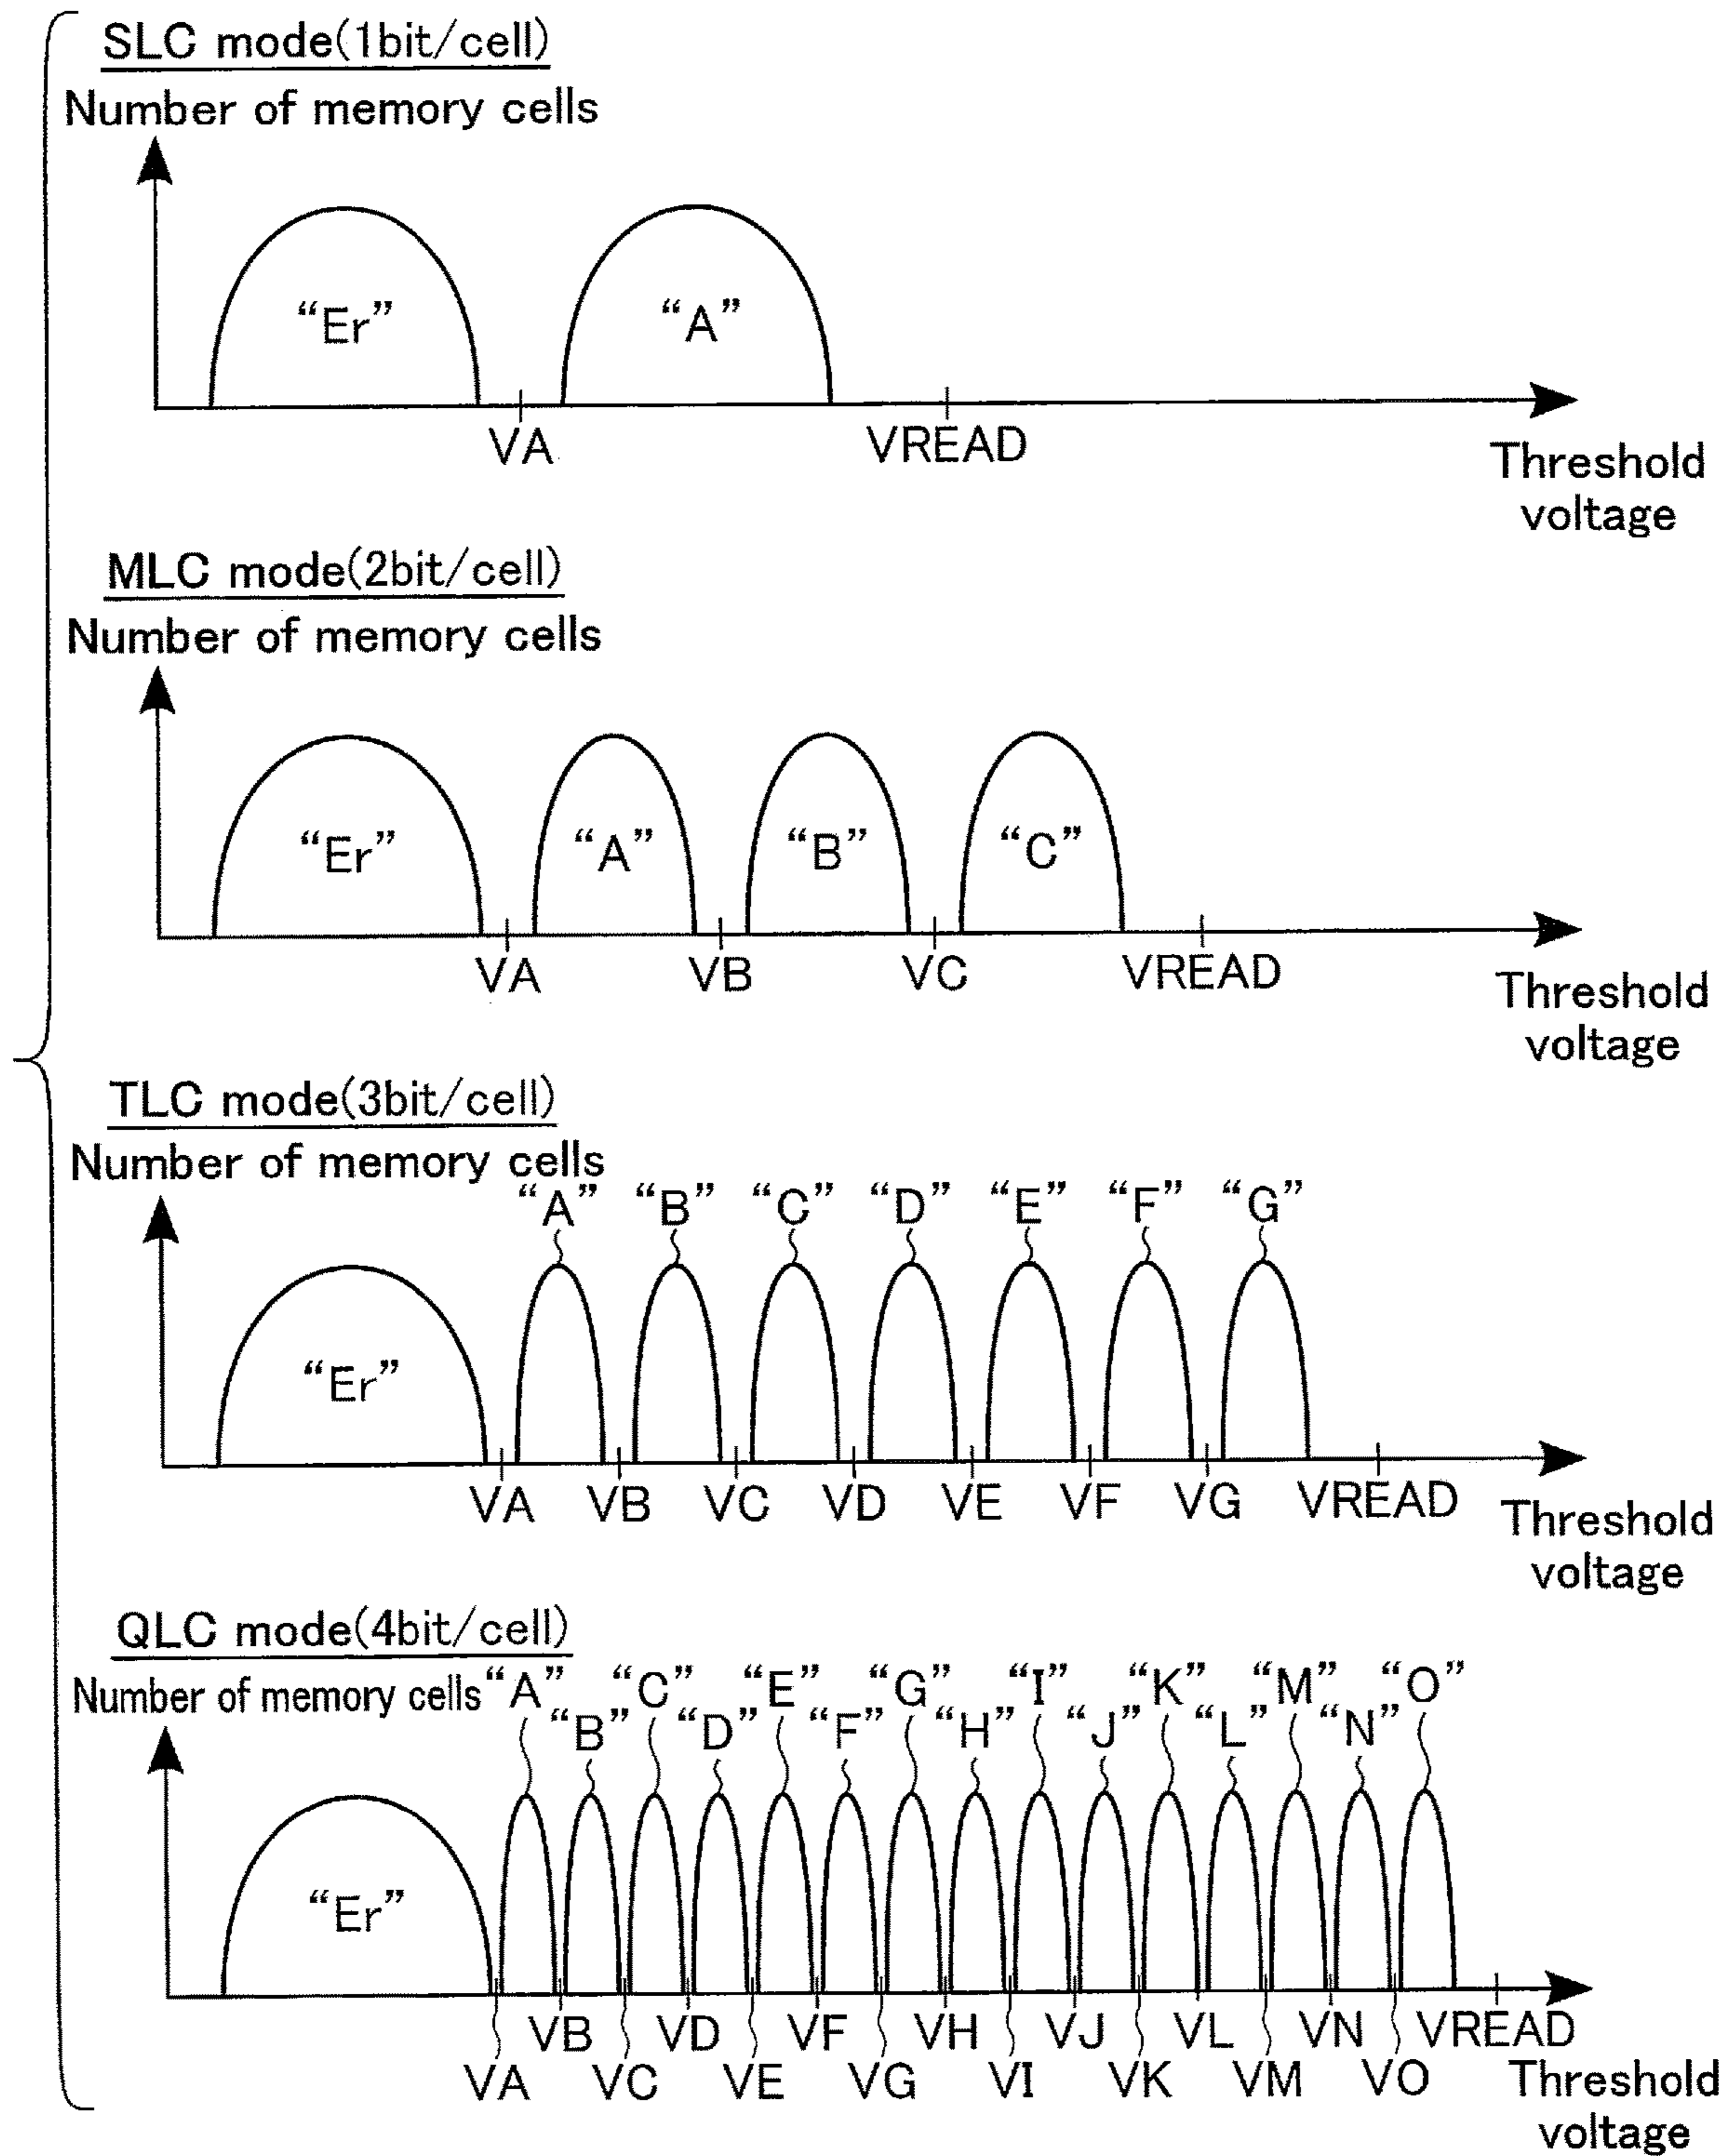 SLC mode(1bit/cell)
Number of memory cells
“Er” “A”
VA VREAD
Threshold
voltage
MLC mode(2bit/cell)
Number of memory cells
“Er” “A” “B” “C”
VA VB VC VREAD
Threshold
voltage
TLC mode(3bit/cell)
Number of memory cells
“A” “B” “C” “D” “E” “F” “G”
“Er”
VA VB VC VD VE VF VG VREAD
Threshold
voltage
QLC mode(4bit/cell)
Number of memory cells “A” “C” “E” “G” “I” “K” “M” “O”
“B” “D” “F” “H” “J” “L” “N”
“Er”
VB VD VF VH VJ VL VN VREAD
VA VC VE VG VI VK VM VO Threshold
voltage